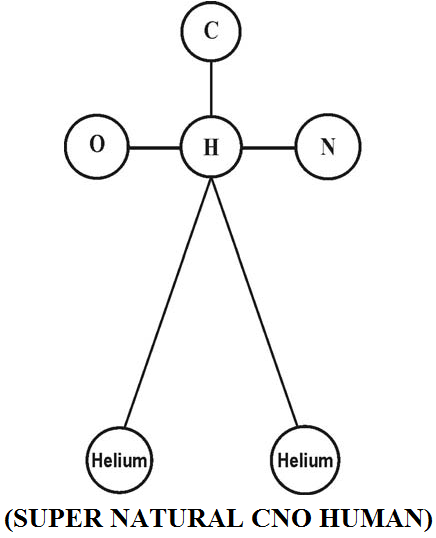 C
O H N
Helium Helium
(SUPER NATURAL CNO HUMAN)